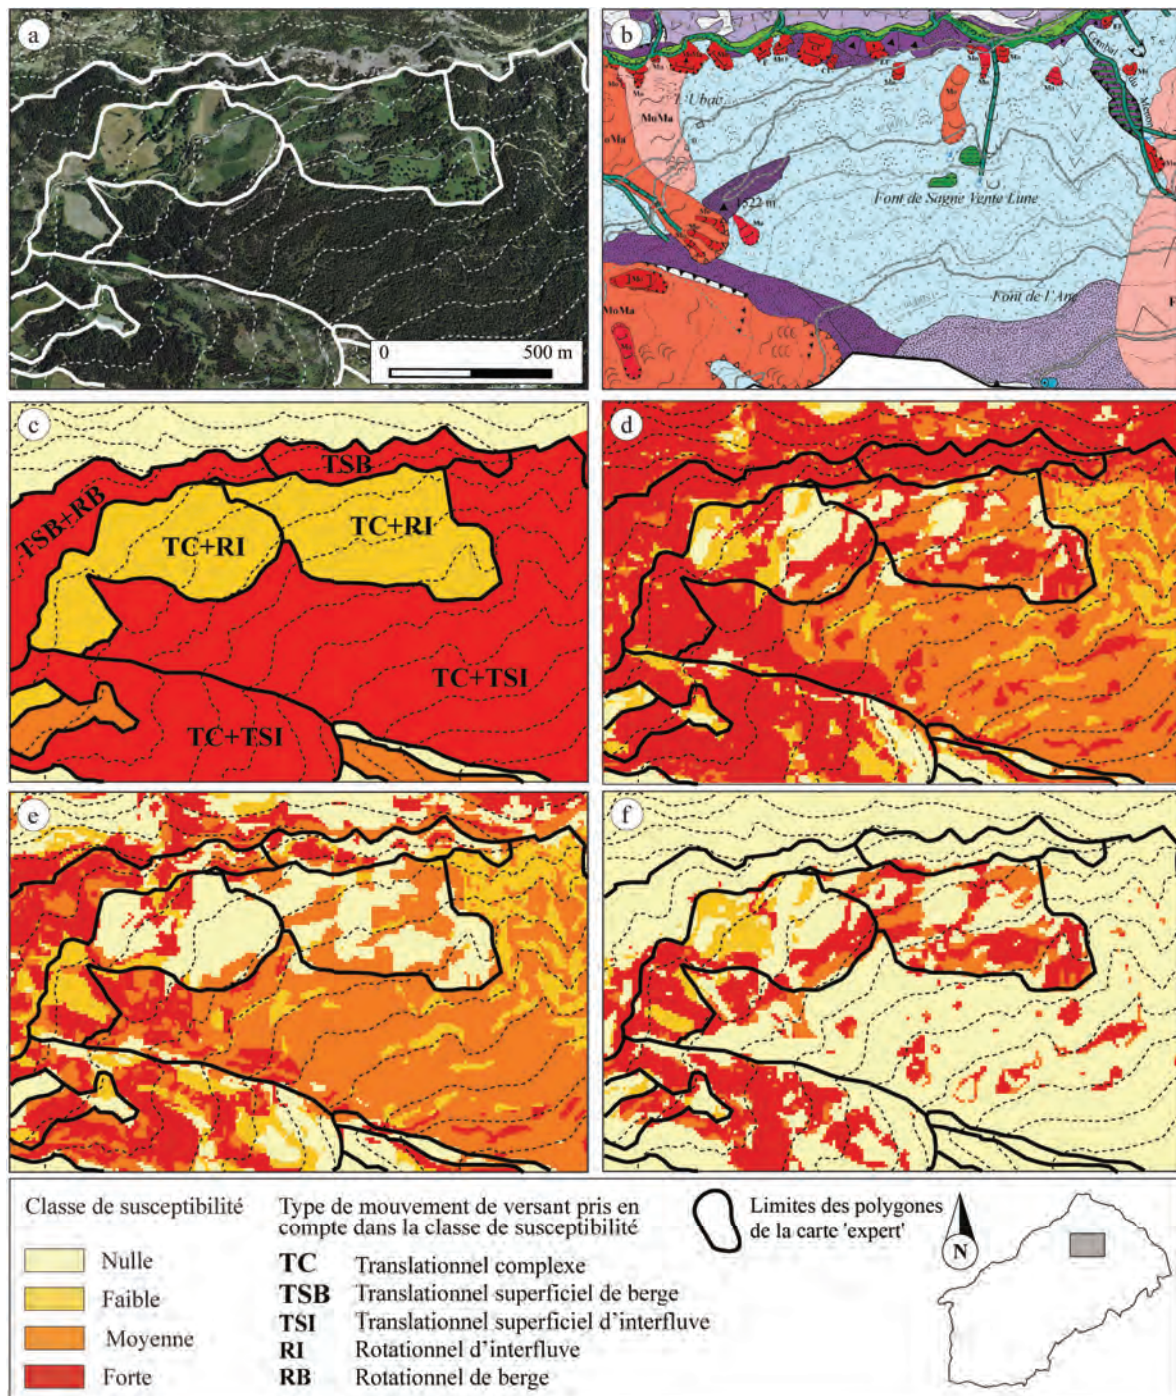 a
0 500 m
b
L'Ubac
MoMa
oMa
1522 m
Font de Sagne Vente Lune
Font de l'Anc
Combal
MoMa
c
TSB
TSB+RB
TC+RI
TC+RI
TC+TSI
TC+TSI
d
e
f
Classe de susceptibilité
Nulle
Faible
Moyenne
Forte
Type de mouvement de versant pris en
compte dans la classe de susceptibilité
TC Translationnel complexe
TSB Translationnel superficiel de berge
TSI Translationnel superficiel d'interfluve
RI Rotationnel d'interfluve
RB Rotationnel de berge
Limites des polygones
de la carte 'expert'
N